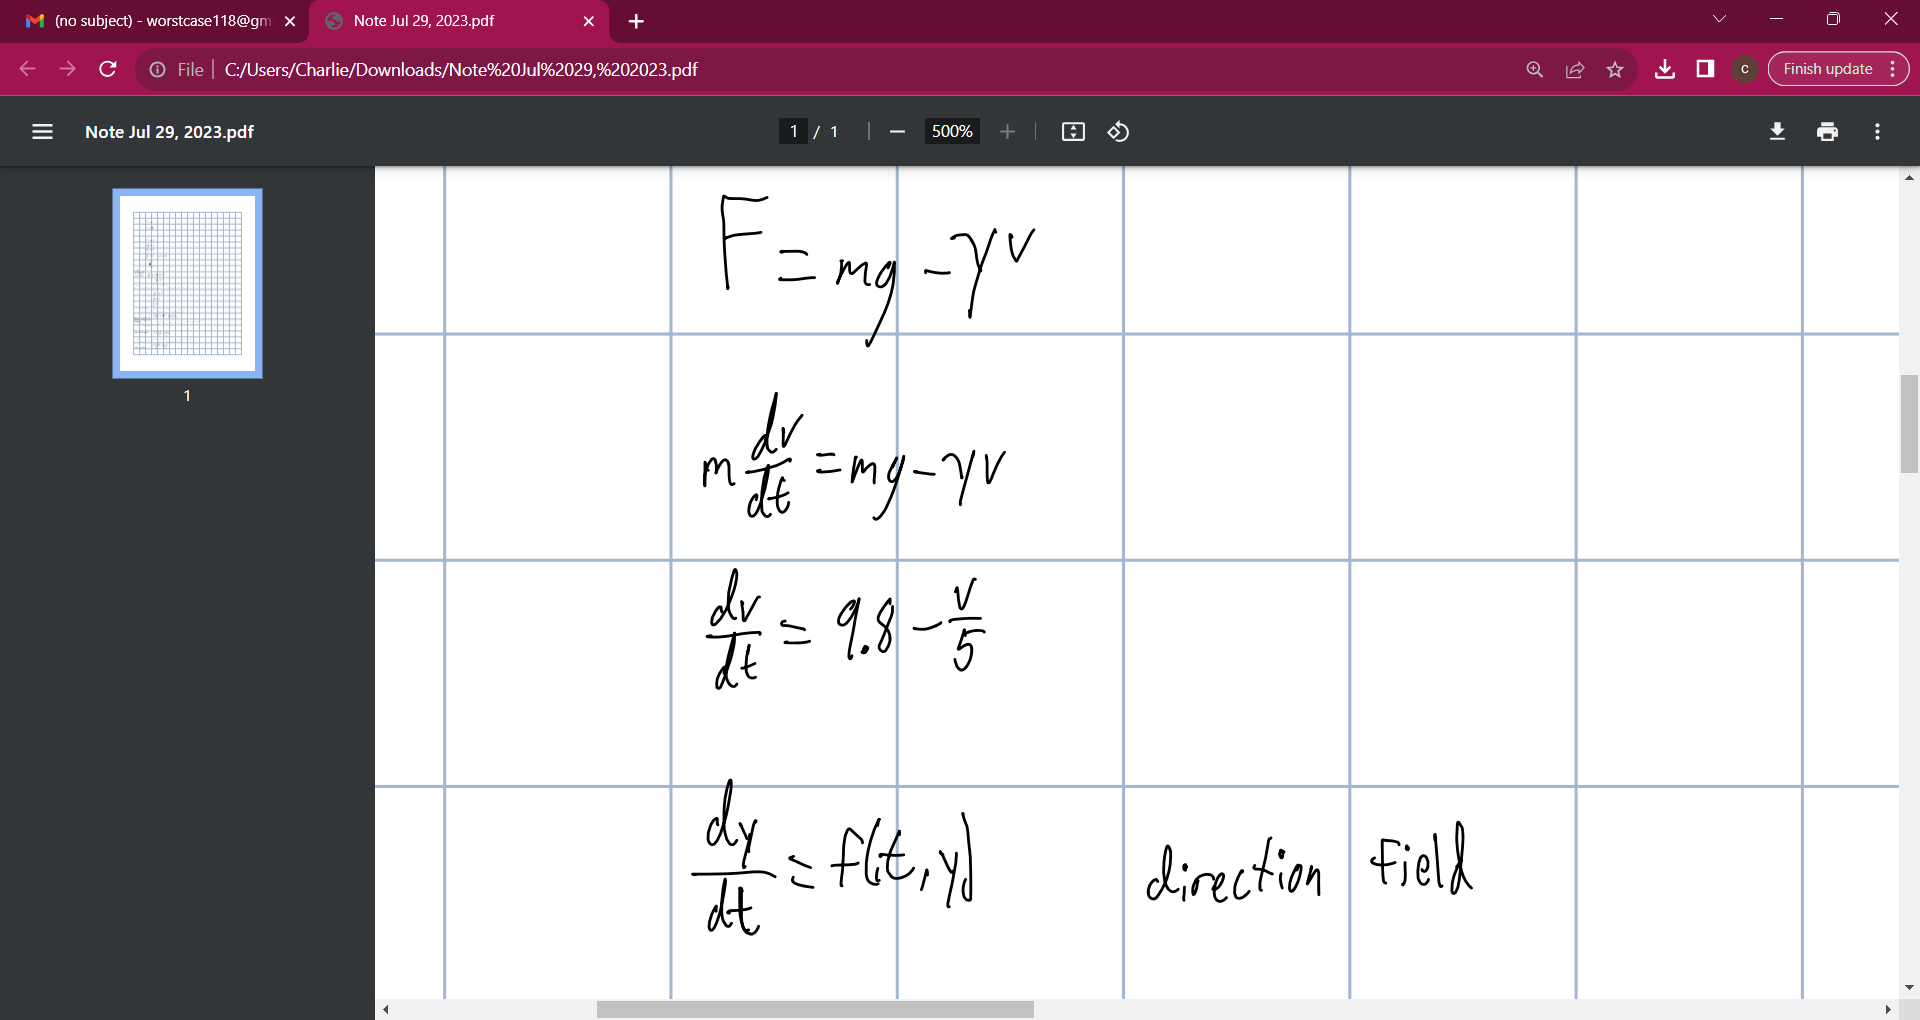 (no subject) - worstcase118@gm
Note Jul 29, 2023.pdf
File
C:/Users/Charlie/Downloads/Note%20Jul%2029,%202023.pdf
C
Finish update
Note Jul 29, 2023.pdf
1 / 1
500%
1
F = mg - γv
m dv/dt = mg - γv
dv/dt = 9.8 - v/5
dy/dt = f(t, y) direction field